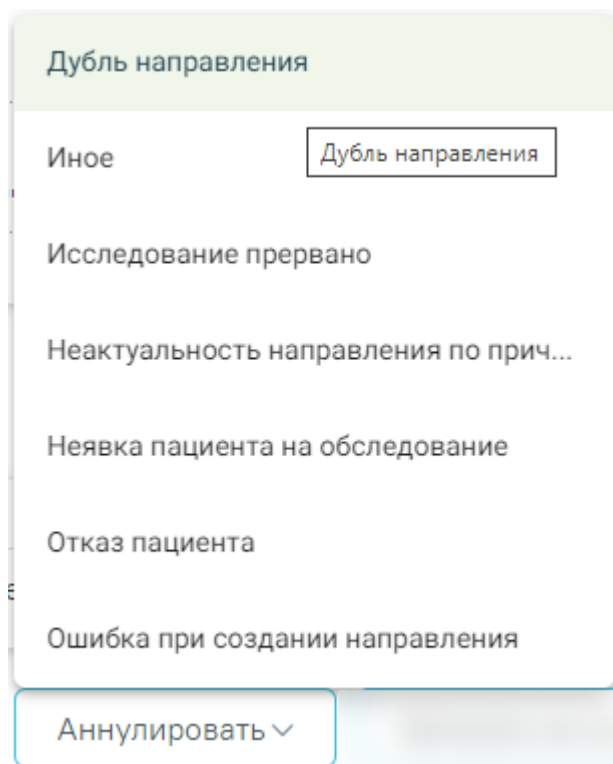 Дубль направления
Иное
Дубль направления
Исследование прервано
Неактуальность направления по прич...
Неявка пациента на обследование
Отказ пациента
Ошибка при создании направления
Аннулировать